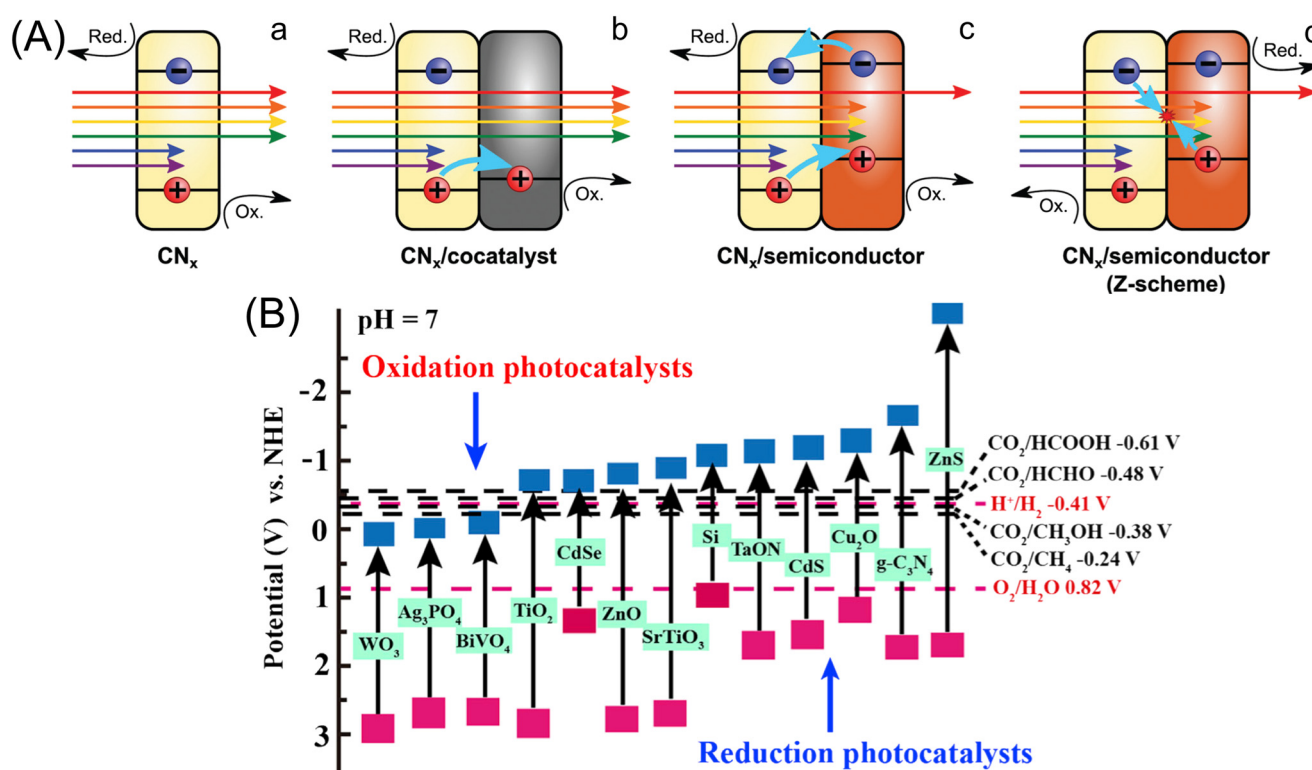 (A)
a
b
c
d
Red.
Red.
Red.
Red.
Ox.
Ox.
Ox.
Ox.
CNx
CNx/cocatalyst
CNx/semiconductor
CNx/semiconductor
(Z-scheme)
(B)
pH = 7
Oxidation photocatalysts
Potential (V) vs. NHE
-2
-1
0
1
2
3
WO3
Ag3PO4
BiVO4
TiO2
CdSe
ZnO
SrTiO3
Si
TaON
CdS
Cu2O
g-C3N4
ZnS
CO2/HCOOH -0.61 V
CO2/HCHO -0.48 V
H+/H2 -0.41 V
CO2/CH3OH -0.38 V
CO2/CH4 -0.24 V
O2/H2O 0.82 V
Reduction photocatalysts